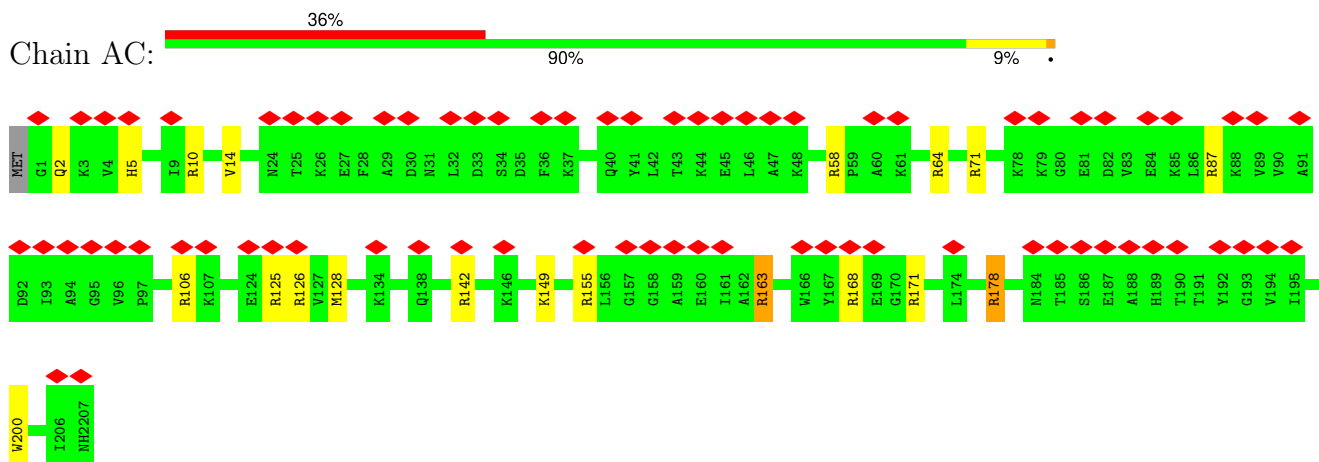 36%
Chain AC:
90% 9% •
MET G1 Q2 K3 V4 H5 I9 R10 V14 N24 T25 K26 E27 F28 A29 D30 N31 L32 D33 S34 D35 F36 K37 Q40 Y41 L42 T43 K44 E45 L46 A47 K48 R58 P59 A60 K61 R64 R71 K78 K79 G80 E81 D82 V83 E84 K85 L86 R87 K88 V89 V90 A91
D92 I93 A94 G95 V96 P97 R106 K107 E124 R125 R126 V127 M128 K134 Q138 R142 K146 K149 R155 L156 G157 G158 A159 E160 I161 A162 R163 W166 Y167 R168 E169 G170 R171 L174 R178 N184 T185 S186 E187 A188 H189 T190 T191 Y192 G193 V194 I195
W200 I206 NH2207